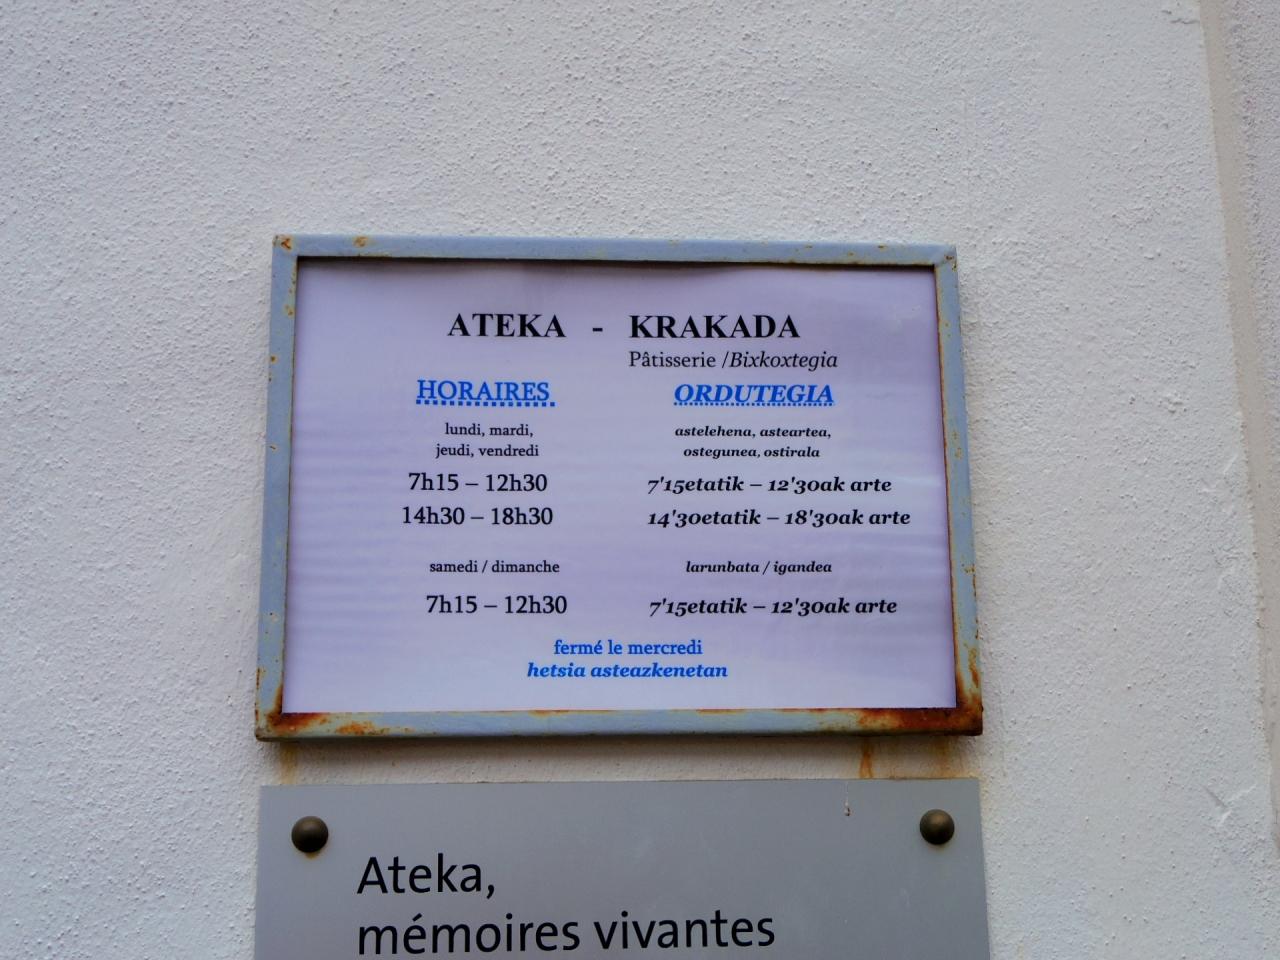 ATEKA - KRAKADA
Pâtisserie /Bixkoxtegia
HORAIRES ORDUTEGIA
lundi, mardi, astelehena, asteartea,
jeudi, vendredi ostegunea, ostirala
7h15 – 12h30 7'15etatik – 12'30ak arte
14h30 – 18h30 14'30etatik – 18'30ak arte
samedi / dimanche larunbata / igandea
7h15 – 12h30 7'15etatik – 12'30ak arte
fermé le mercredi
hetsia asteazkenetan
Ateka,
mémoires vivantes